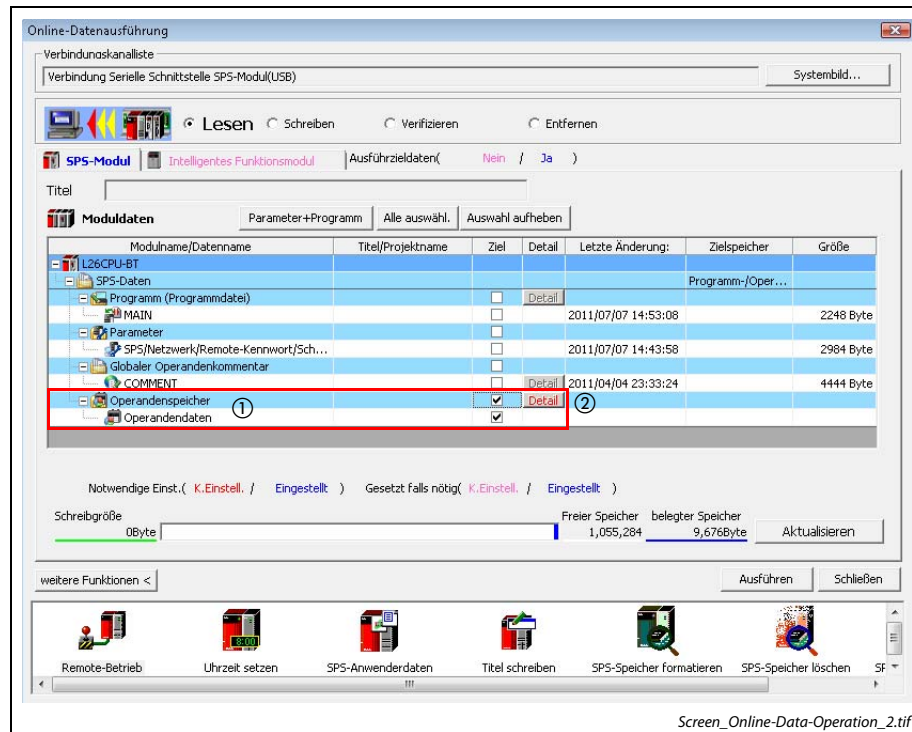 Online-Datenausführung
Verbindungskanalliste
Verbindung Serielle Schnittstelle SPS-Modul(USB)
Systembild...
Lesen Schreiben Verifizieren Entfernen
SPS-Modul Intelligentes Funktionsmodul Ausführzieldaten( Nein / Ja )
Titel
Moduldaten Parameter+Programm Alle auswähl. Auswahl aufheben
Modulname/Datenname Titel/Projektname Ziel Detail Letzte Änderung: Zielspeicher Größe
L26CPU-BT
SPS-Daten Programm-/Oper...
Programm (Programmdatei) Detail
MAIN 2011/07/07 14:53:08 2248 Byte
Parameter
SPS/Netzwerk/Remote-Kennwort/Sch... 2011/07/07 14:43:58 2984 Byte
Globaler Operandenkommentar
COMMENT Detail 2011/04/04 23:33:24 4444 Byte
Operandenspeicher ① Detail ②
Operandendaten
Notwendige Einst.( K.Einstell. / Eingestellt ) Gesetzt falls nötig( K.Einstell. / Eingestellt )
Schreibgröße Freier Speicher belegter Speicher
0Byte 1,055,284 9,676Byte Aktualisieren
weitere Funktionen < Ausführen Schließen
8:00
Remote-Betrieb Uhrzeit setzen SPS-Anwenderdaten Titel schreiben SPS-Speicher formatieren SPS-Speicher löschen
Screen_Online-Data-Operation_2.tif